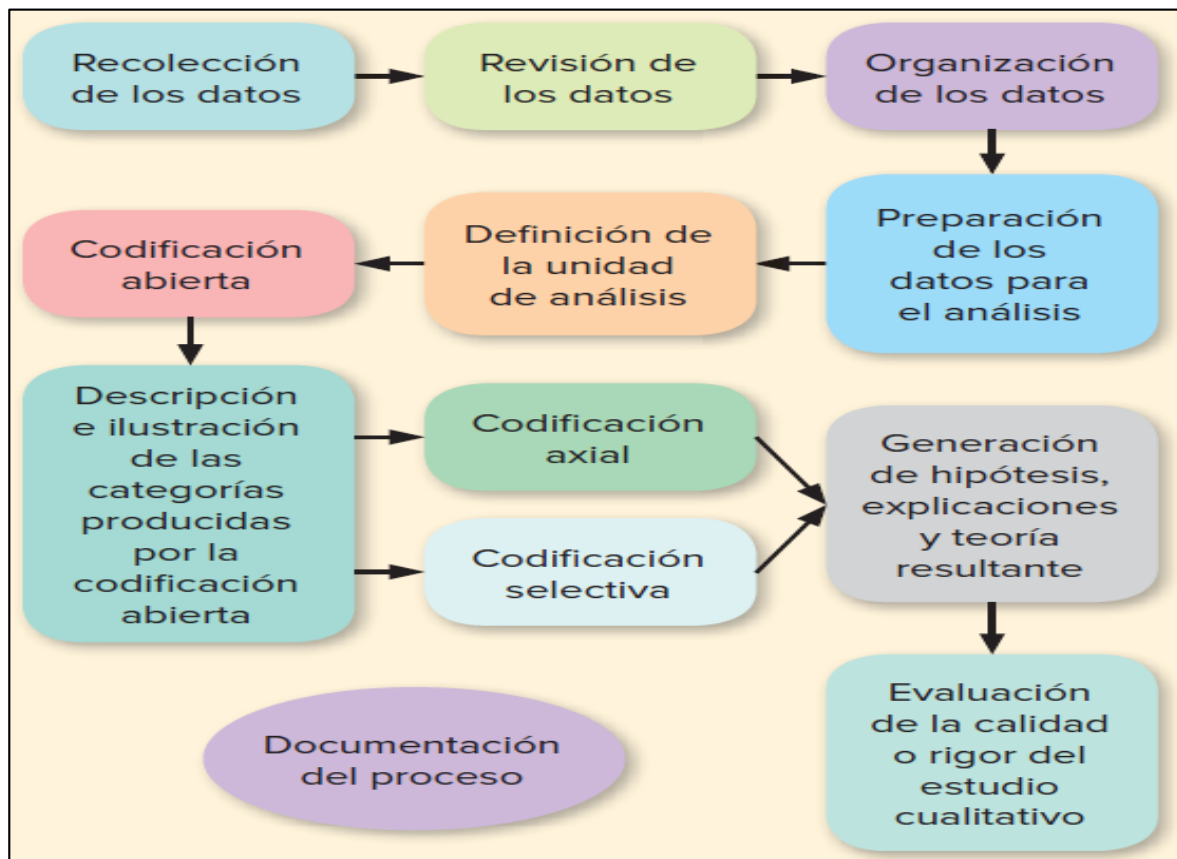 Recolección
de los datos
Revisión de
los datos
Organización
de los datos
Preparación
de los
datos para
el análisis
Definición de
la unidad
de análisis
Codificación
abierta
Descripción
e ilustración
de las
categorías
producidas
por la
codificación
abierta
Codificación
axial
Codificación
selectiva
Generación
de hipótesis,
explicaciones
y teoría
resultante
Evaluación
de la calidad
o rigor del
estudio
cualitativo
Documentación
del proceso